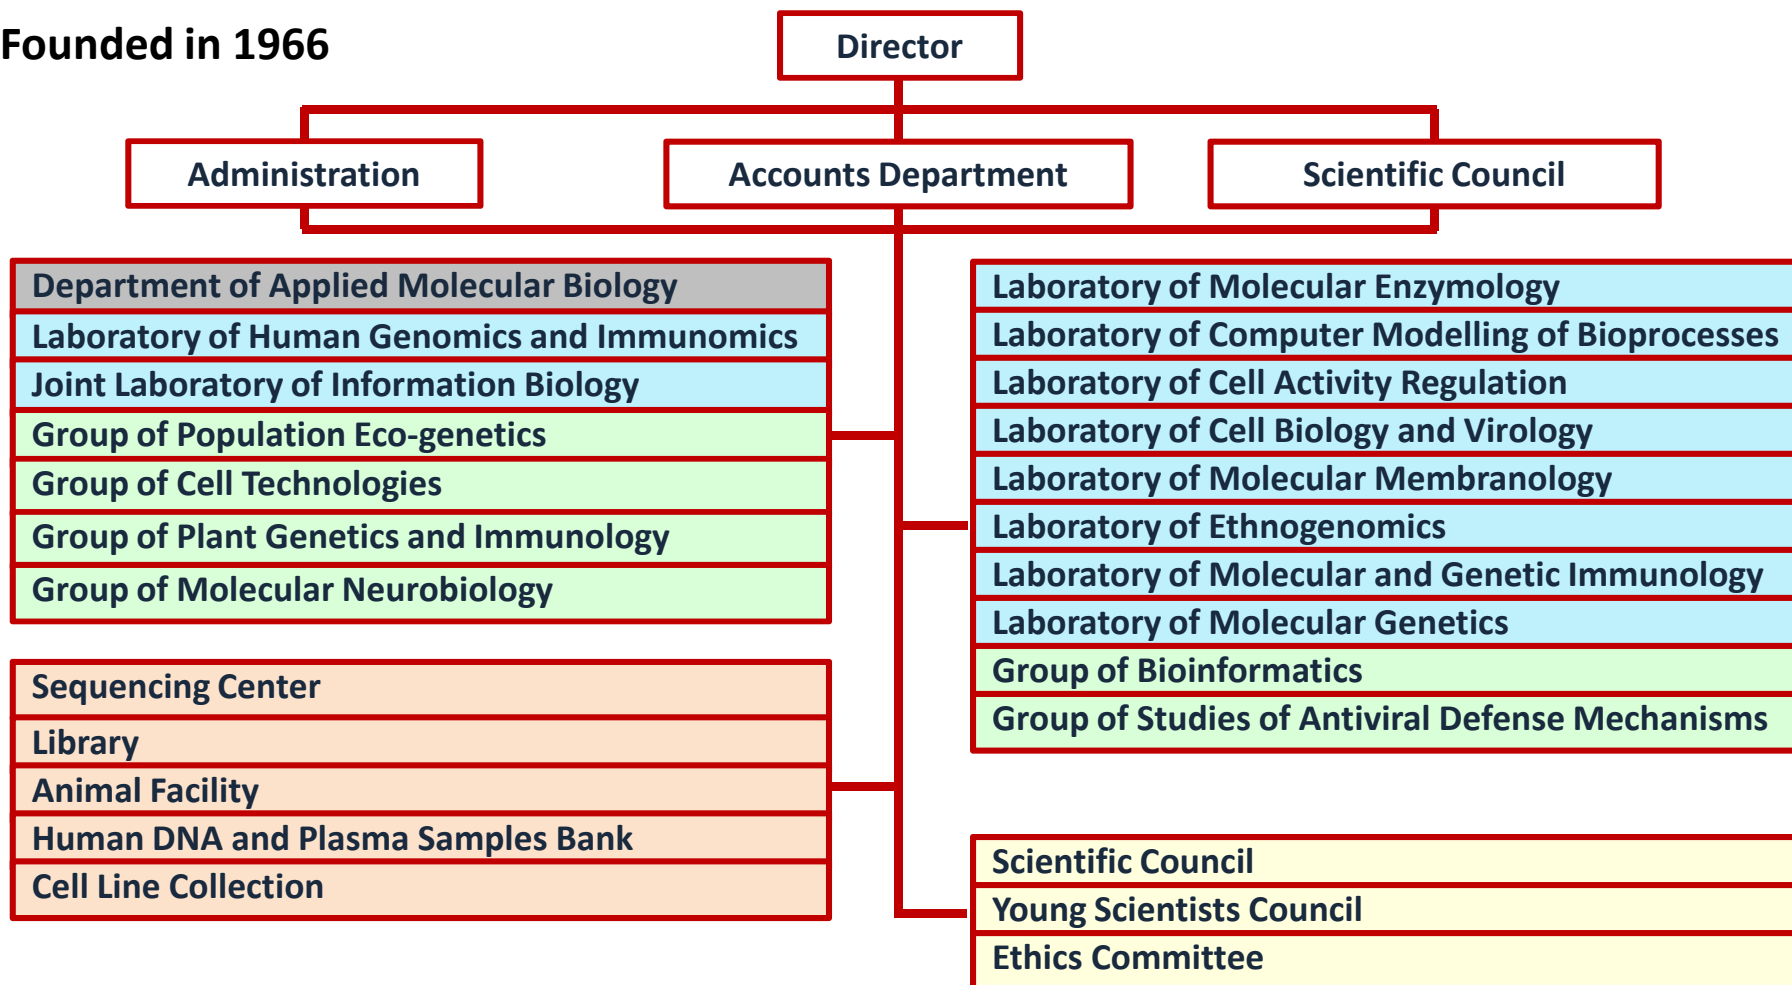 Founded in 1966
Director
Administration
Accounts Department
Scientific Council
Department of Applied Molecular Biology
Laboratory of Human Genomics and Immunomics
Joint Laboratory of Information Biology
Group of Population Eco-genetics
Group of Cell Technologies
Group of Plant Genetics and Immunology
Group of Molecular Neurobiology
Sequencing Center
Library
Animal Facility
Human DNA and Plasma Samples Bank
Cell Line Collection
Laboratory of Molecular Enzymology
Laboratory of Computer Modelling of Bioprocesses
Laboratory of Cell Activity Regulation
Laboratory of Cell Biology and Virology
Laboratory of Molecular Membranology
Laboratory of Ethnogenomics
Laboratory of Molecular and Genetic Immunology
Laboratory of Molecular Genetics
Group of Bioinformatics
Group of Studies of Antiviral Defense Mechanisms
Scientific Council
Young Scientists Council
Ethics Committee